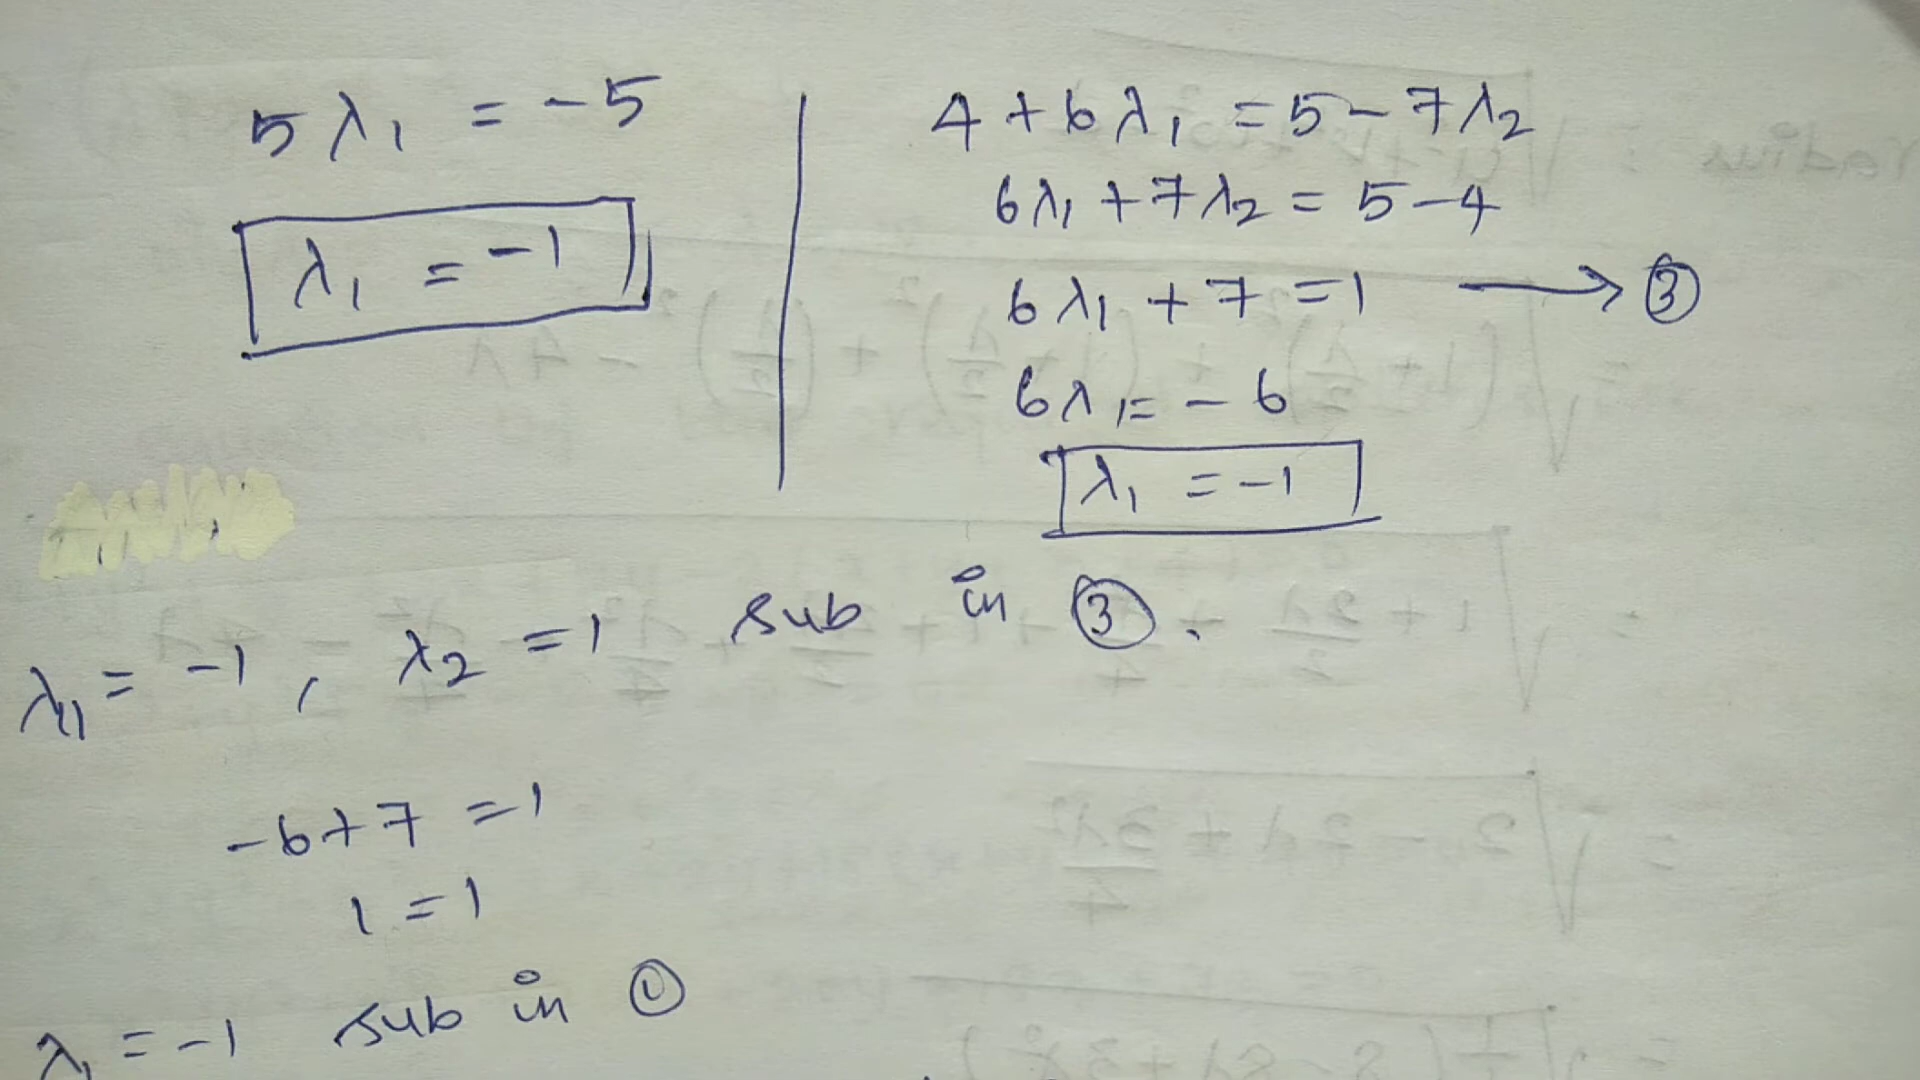 5λ₁ = -5
λ₁ = -1
4 + 6λ₁ = 5 - 7λ₂
6λ₁ + 7λ₂ = 5 - 4
6λ₁ + 7 = 1 → ③
6λ₁ = -6
λ₁ = -1
λ₁ = -1, λ₂ = 1 sub in ③.
-6 + 7 = 1
1 = 1
λ₁ = -1 sub in ①